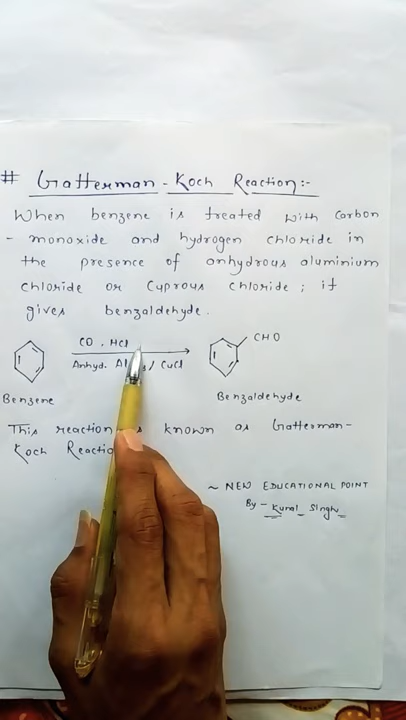 # Gatterman - Koch Reaction:-
When benzene is treated with Carbon
- monoxide and hydrogen chloride in
the presence of anhydrous aluminium
chloride or Cuprous chloride ; it
gives benzaldehyde.
CO, HCl
CHO
Anhyd. / CuCl
Benzene
Benzaldehyde
This reaction is known as Gatterman-
Koch
~ NEW EDUCATIONAL POINT
By - Kunal Singh